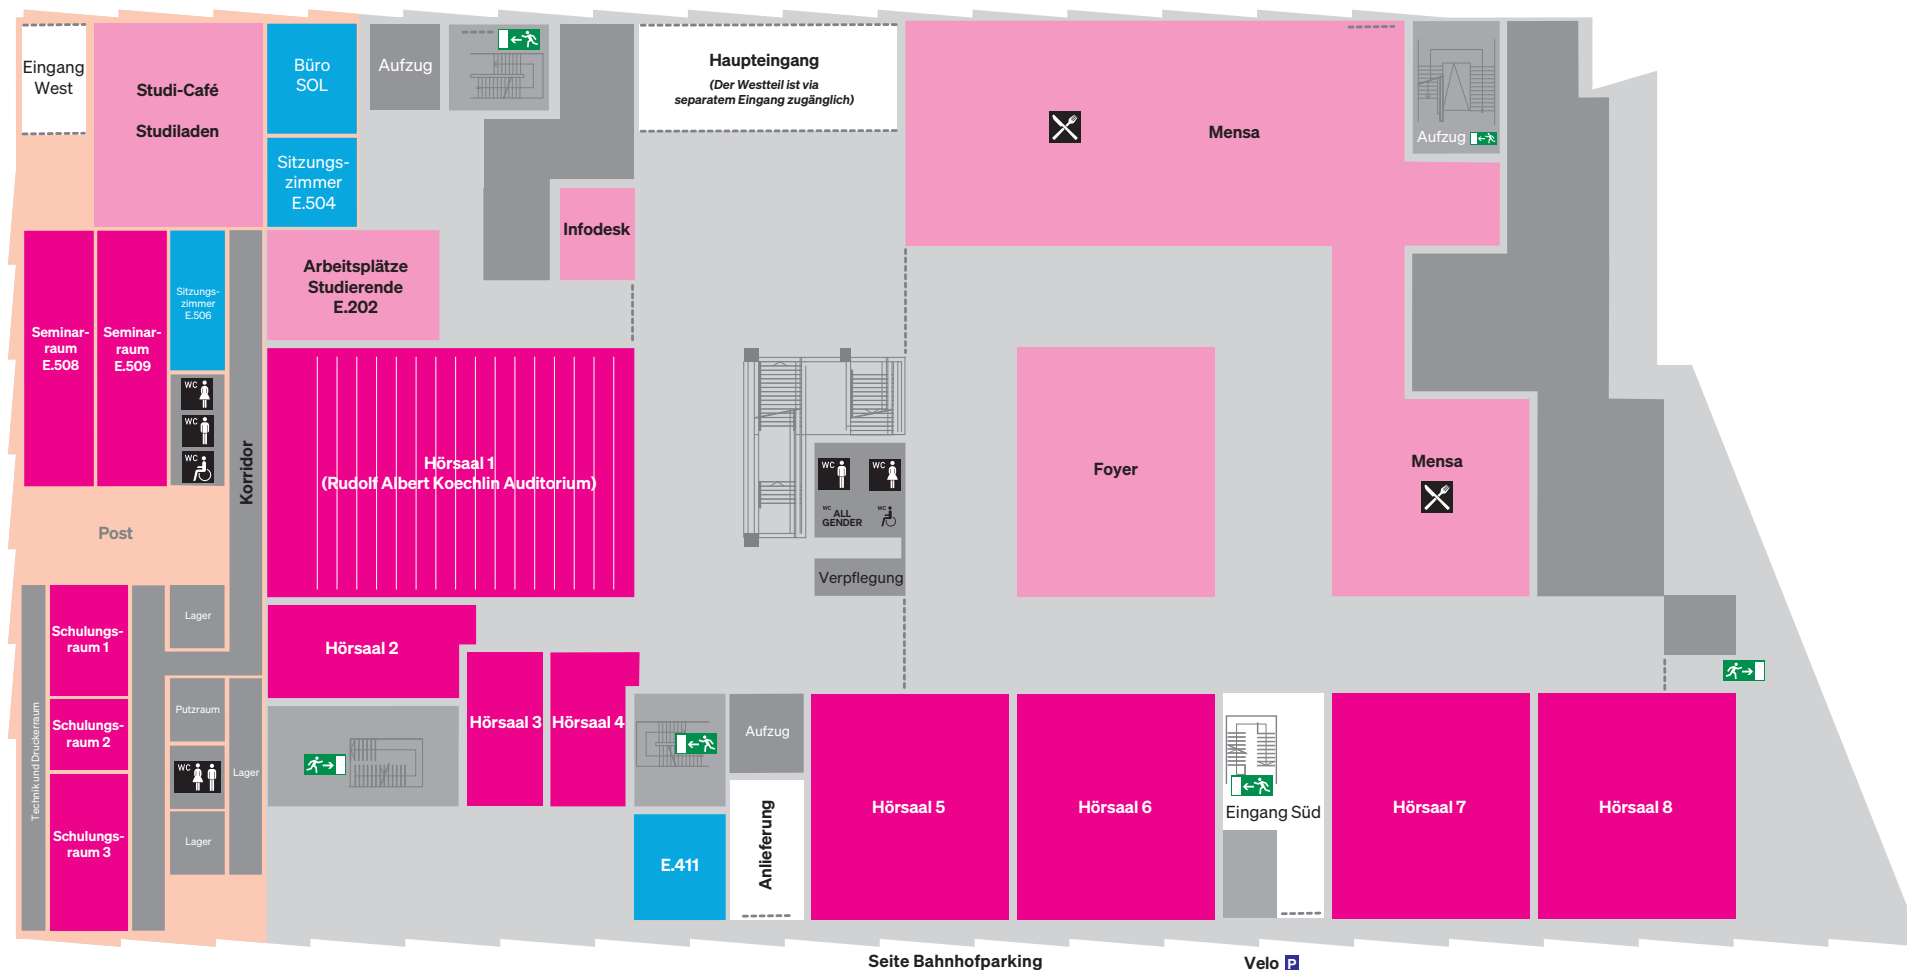 Eingang
West
Studi-Café
Studiladen
Büro
SOL
Aufzug
Haupteingang
(Der Westteil ist via
separatem Eingang zugänglich)
Mensa
Aufzug
Sitzungs-
zimmer
E.504
Infodesk
Arbeitsplätze
Studierende
E.202
Seminar-
raum
E.508
Seminar-
raum
E.509
Sitzungs-
zimmer
E.506
WC
WC
WC
Korridor
Hörsaal 1
(Rudolf Albert Koechlin Auditorium)
WC
WC
WC ALL
GENDER
WC
Verpflegung
Foyer
Mensa
Post
Technik und Druckerraum
Schulungs-
raum 1
Schulungs-
raum 2
Schulungs-
raum 3
Lager
Putzraum
WC
Lager
Lager
Hörsaal 2
Hörsaal 3
Hörsaal 4
Aufzug
E.411
Anlieferung
Hörsaal 5
Hörsaal 6
Eingang Süd
Hörsaal 7
Hörsaal 8
Seite Bahnhofparking
Velo P